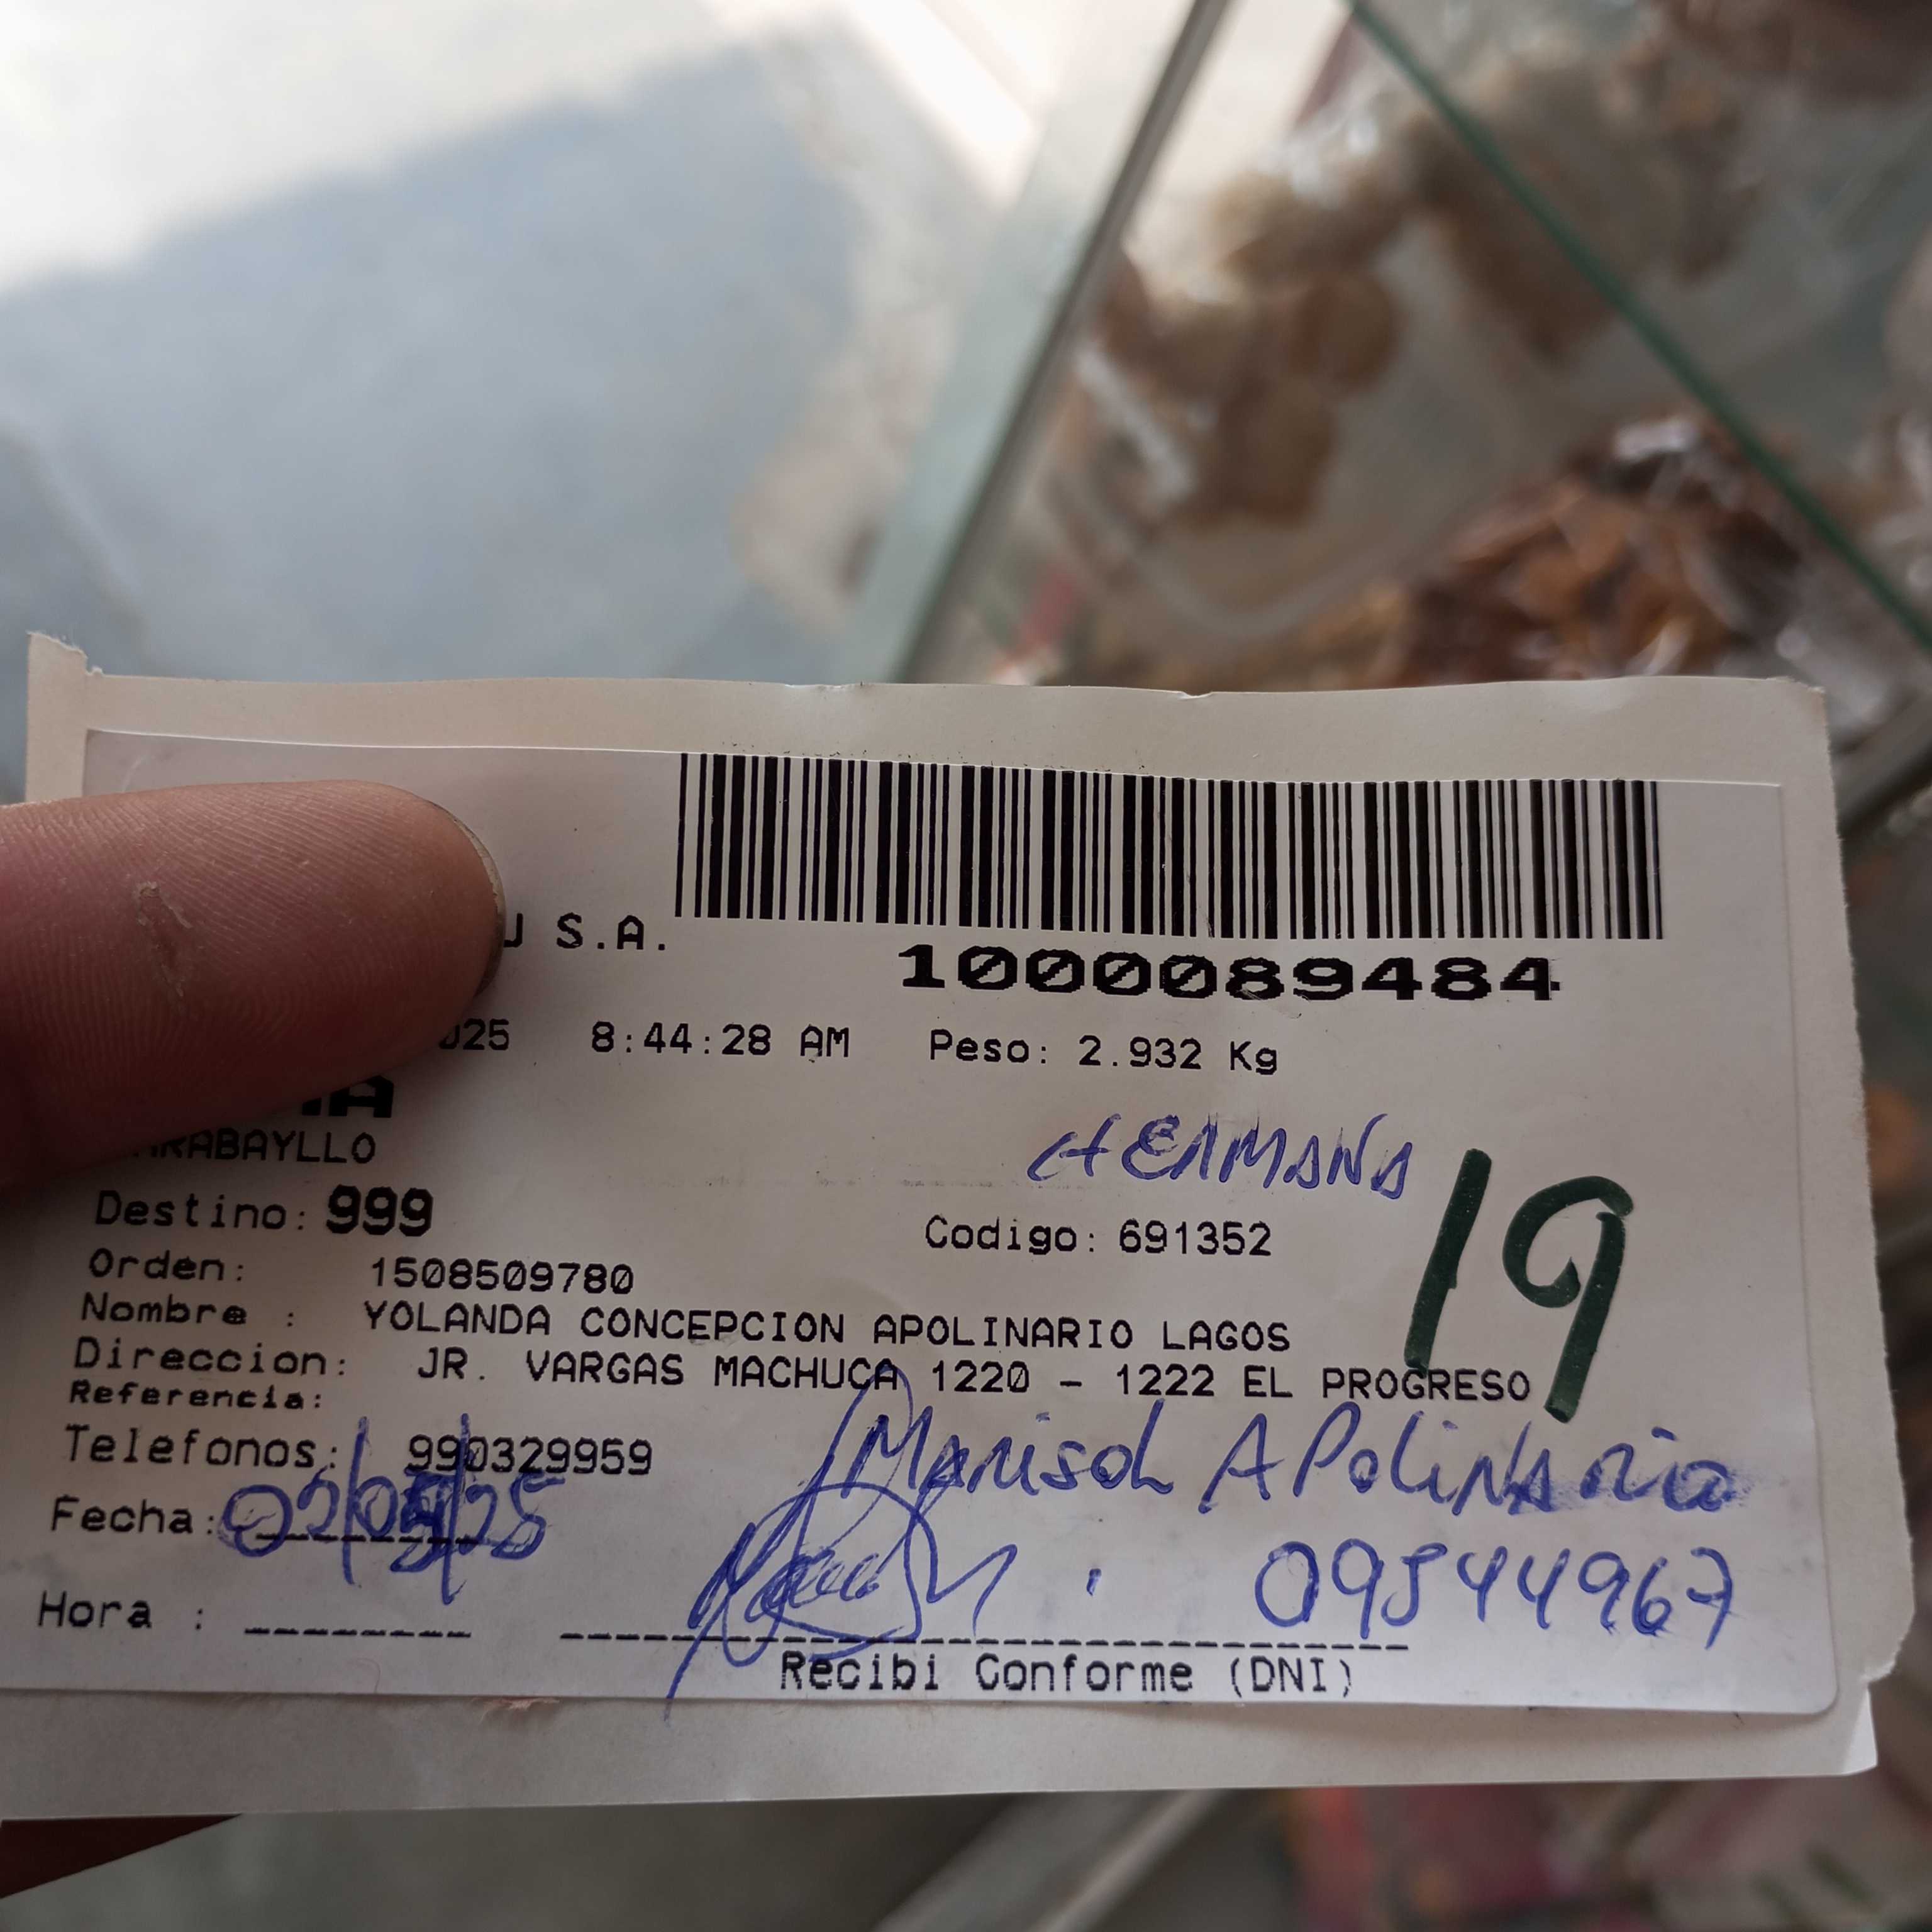 S.A.
1000089484
8:44:28 AM Peso: 2.932 Kg
HERMANA
Destino: 999
Codigo: 691352
19
Orden: 1508509780
Nombre : YOLANDA CONCEPCION APOLINARIO LAGOS
Direccion: JR. VARGAS MACHUCA 1220 - 1222 EL PROGRESO
Referencia:
Telefonos: 990329959
Marisol APolinario
Fecha:
09544967
Hora :
Recibi Conforme (DNI)